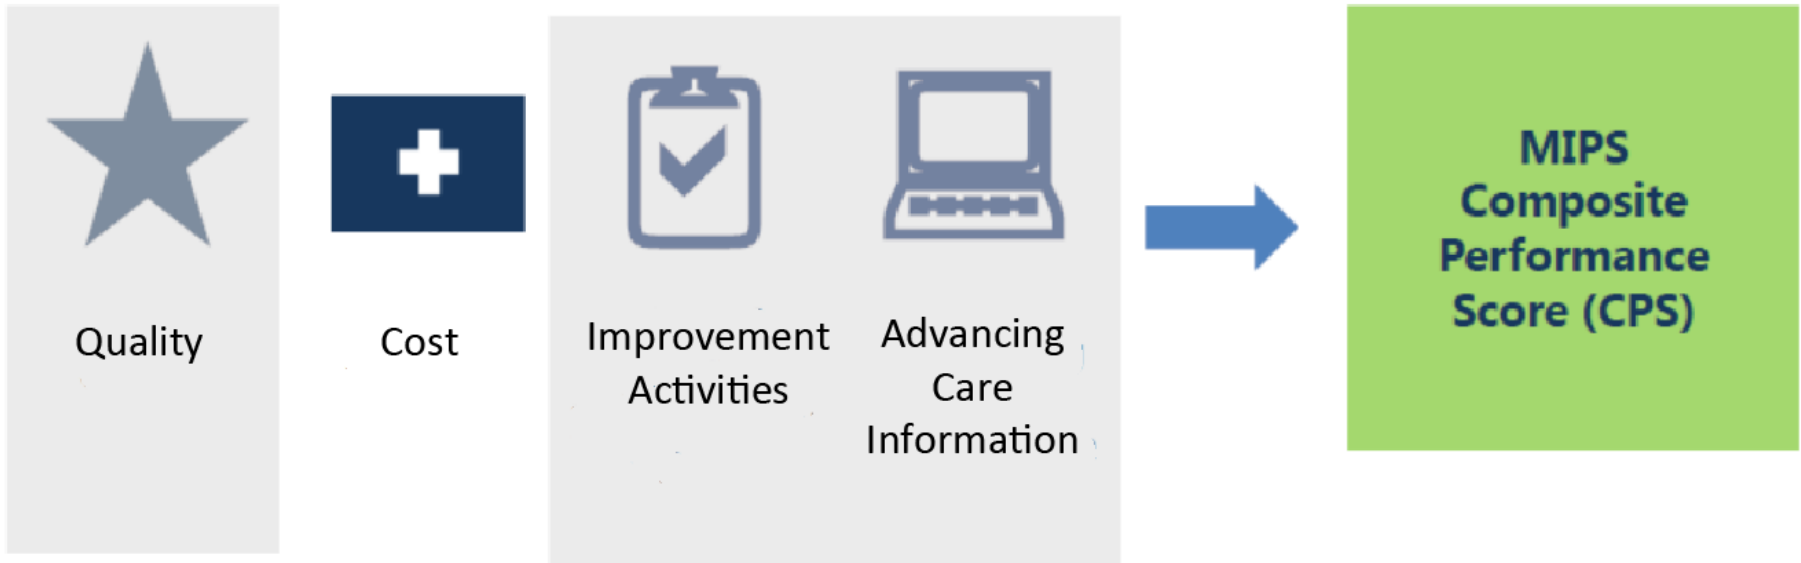 Quality
Cost
Improvement
Activities
Advancing
Care
Information
MIPS
Composite
Performance
Score (CPS)